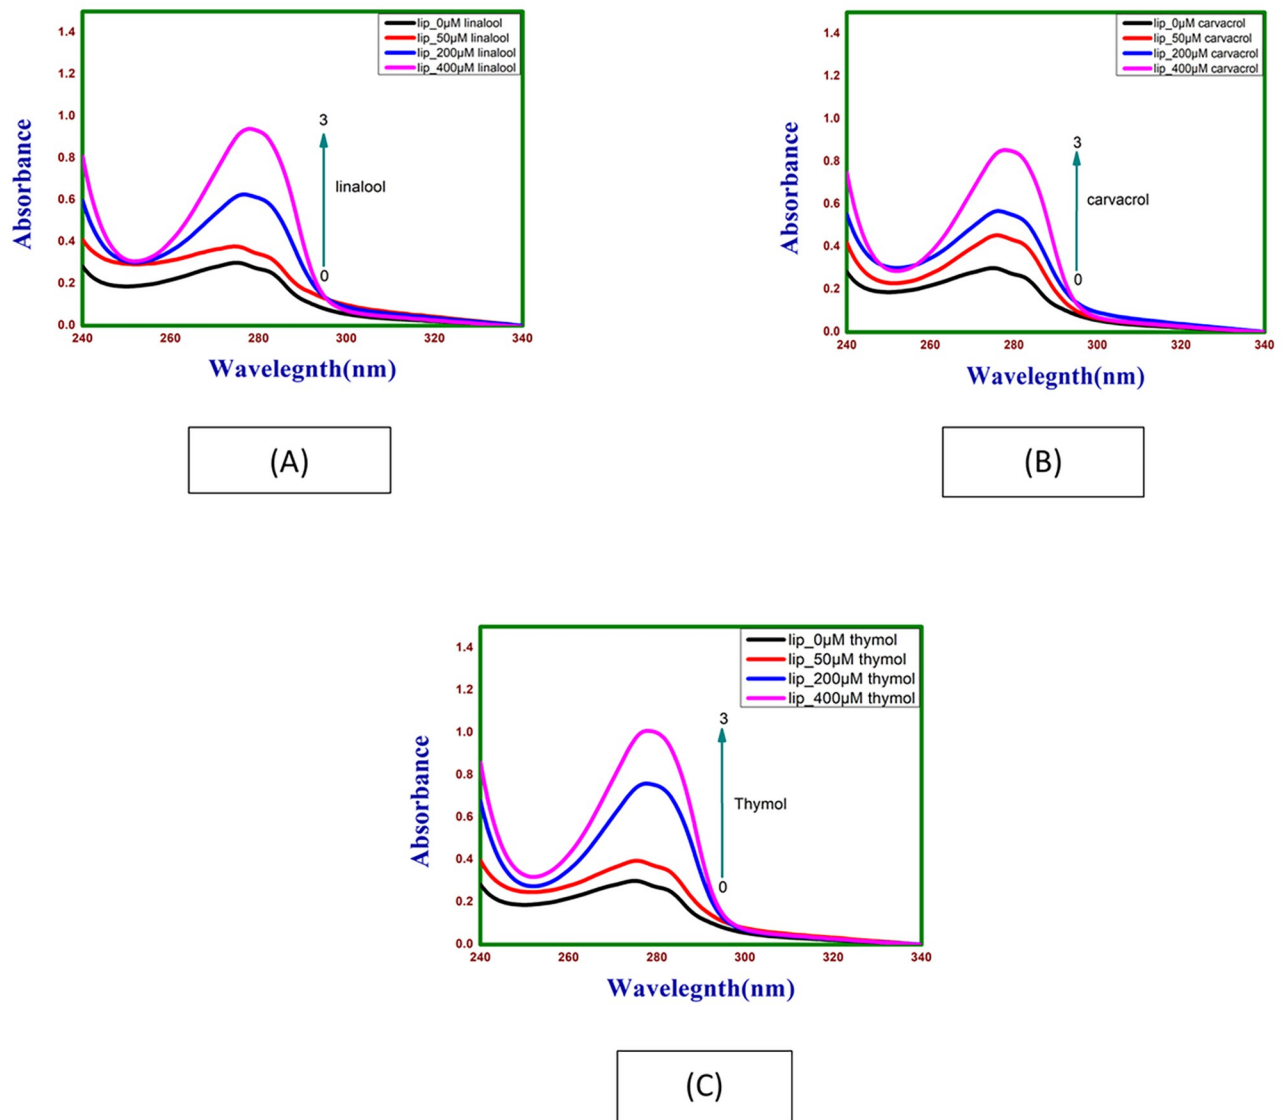 lip_0µM linalool
lip_50µM linalool
lip_200µM linalool
lip_400µM linalool
1.4
1.2
1.0
0.8
0.6
0.4
0.2
0.0
Absorbance
3
linalool
0
240
260
280
300
320
340
Wavelegnth(nm)
(A)
lip_0µM carvacrol
lip_50µM carvacrol
lip_200µM carvacrol
lip_400µM carvacrol
1.4
1.2
1.0
0.8
0.6
0.4
0.2
0.0
Absorbance
3
carvacrol
0
240
260
280
300
320
340
Wavelegnth(nm)
(B)
lip_0µM thymol
lip_50µM thymol
lip_200µM thymol
lip_400µM thymol
1.4
1.2
1.0
0.8
0.6
0.4
0.2
0.0
Absorbance
3
Thymol
0
240
260
280
300
320
340
Wavelegnth(nm)
(C)